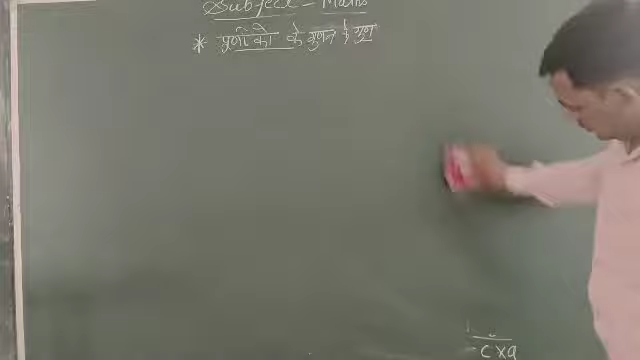 Subject - Maths
* पूर्णांको के गुणन के गुण
- c x a